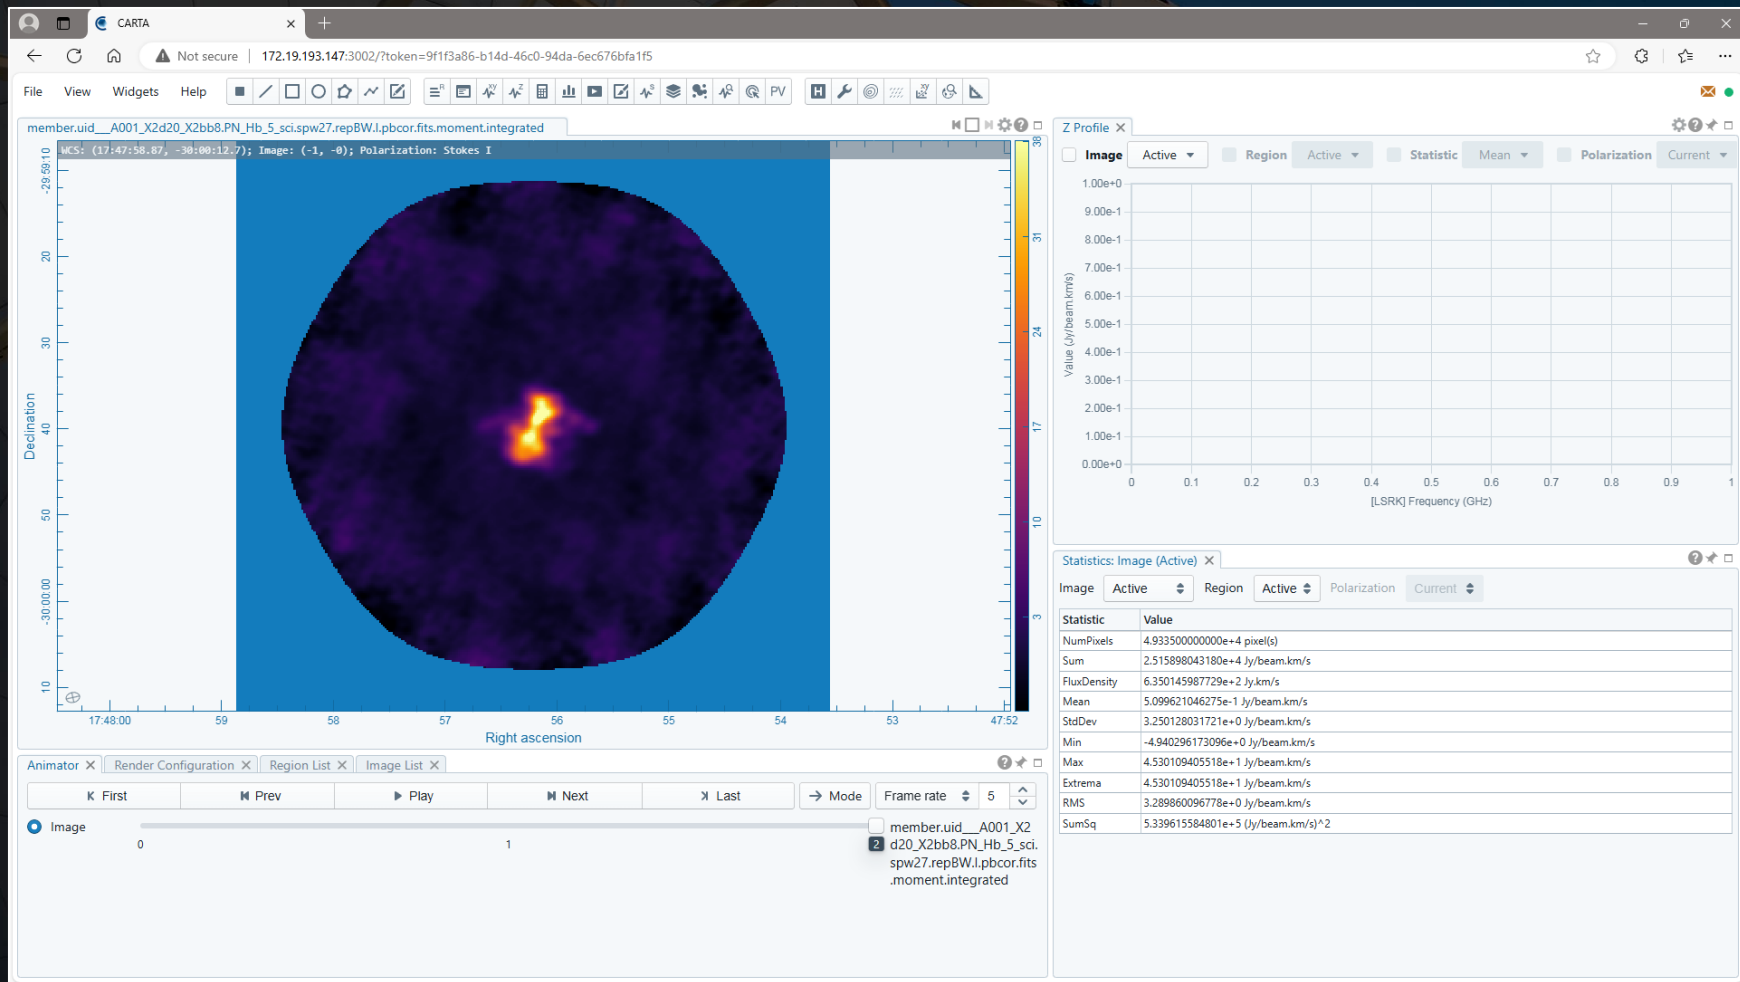 CARTA
Not secure
172.19.193.147:3002/?token=9f1f3a86-b14d-46c0-94da-6ec676bfa1f5
File View Widgets Help
PV
member.uid___A001_X2d20_X2bb8.PN_Hb_5_sci.spw27.repBW.I.pbcor.fits.moment.integrated
WCS: (17:47:58.87, -30:00:12.7); Image: (-1, -0); Polarization: Stokes I
-29:59:10
20
30
40
50
-30:00:00
10
Declination
17:48:00 59 58 57 56 55 54 53 47:52
Right ascension
38
31
24
17
10
3
Animator Render Configuration Region List Image List
First Prev Play Next Last Mode Frame rate 5
Image
0 1 2
member.uid___A001_X2
d20_X2bb8.PN_Hb_5_sci.
spw27.repBW.I.pbcor.fits
.moment.integrated
Z Profile
Image Active Region Active Statistic Mean Polarization Current
1.00e+0
9.00e-1
8.00e-1
7.00e-1
6.00e-1
5.00e-1
4.00e-1
3.00e-1
2.00e-1
1.00e-1
0.00e+0
Value (Jy/beam.km/s)
0 0.1 0.2 0.3 0.4 0.5 0.6 0.7 0.8 0.9 1
[LSRK] Frequency (GHz)
Statistics: Image (Active)
Image Active Region Active Polarization Current
Statistic Value
NumPixels 4.933500000000e+4 pixel(s)
Sum 2.515898043180e+4 Jy/beam.km/s
FluxDensity 6.350145987729e+2 Jy.km/s
Mean 5.099621046275e-1 Jy/beam.km/s
StdDev 3.250128031721e+0 Jy/beam.km/s
Min -4.940296173096e+0 Jy/beam.km/s
Max 4.530109405518e+1 Jy/beam.km/s
Extrema 4.530109405518e+1 Jy/beam.km/s
RMS 3.289860096778e+0 Jy/beam.km/s
SumSq 5.339615584801e+5 (Jy/beam.km/s)^2